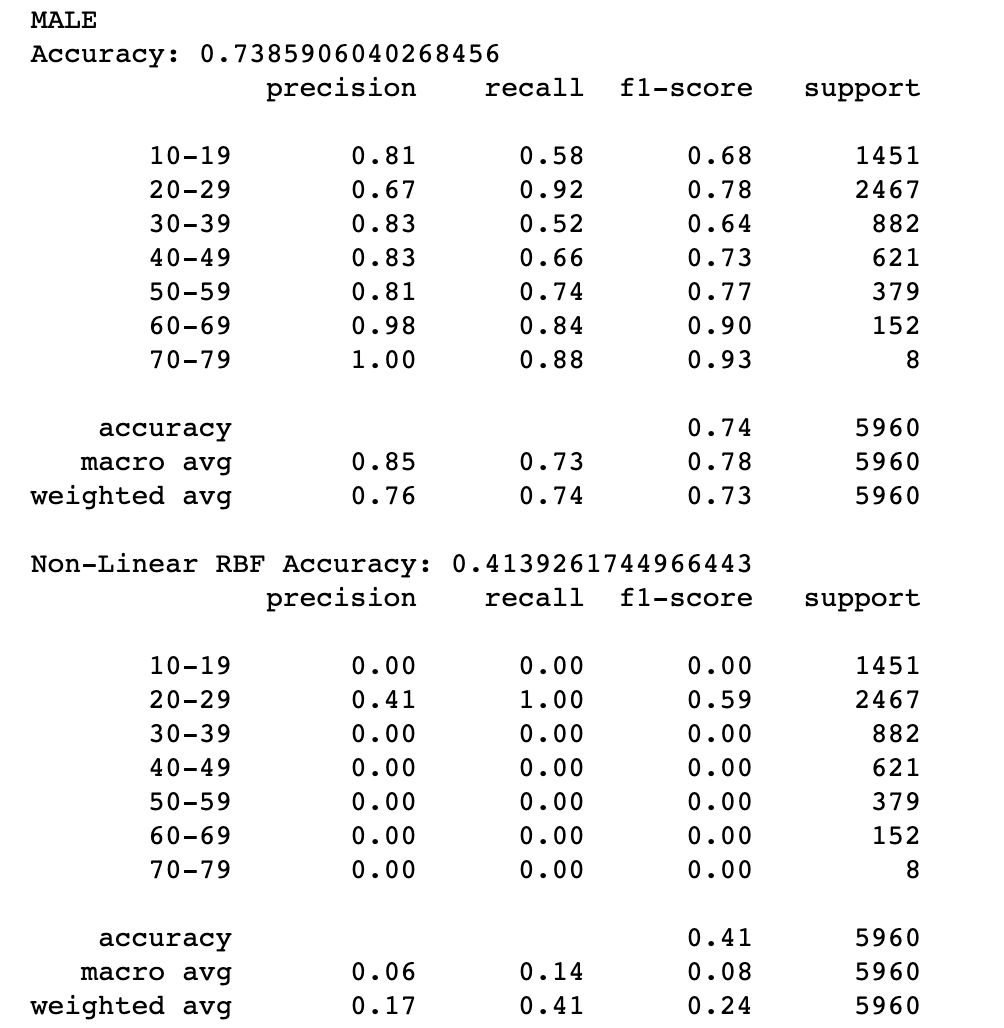 MALE
Accuracy: 0.7385906040268456
precision recall f1-score support
10-19 0.81 0.58 0.68 1451
20-29 0.67 0.92 0.78 2467
30-39 0.83 0.52 0.64 882
40-49 0.83 0.66 0.73 621
50-59 0.81 0.74 0.77 379
60-69 0.98 0.84 0.90 152
70-79 1.00 0.88 0.93 8
accuracy 0.74 5960
macro avg 0.85 0.73 0.78 5960
weighted avg 0.76 0.74 0.73 5960
Non-Linear RBF Accuracy: 0.4139261744966443
precision recall f1-score support
10-19 0.00 0.00 0.00 1451
20-29 0.41 1.00 0.59 2467
30-39 0.00 0.00 0.00 882
40-49 0.00 0.00 0.00 621
50-59 0.00 0.00 0.00 379
60-69 0.00 0.00 0.00 152
70-79 0.00 0.00 0.00 8
accuracy 0.41 5960
macro avg 0.06 0.14 0.08 5960
weighted avg 0.17 0.41 0.24 5960